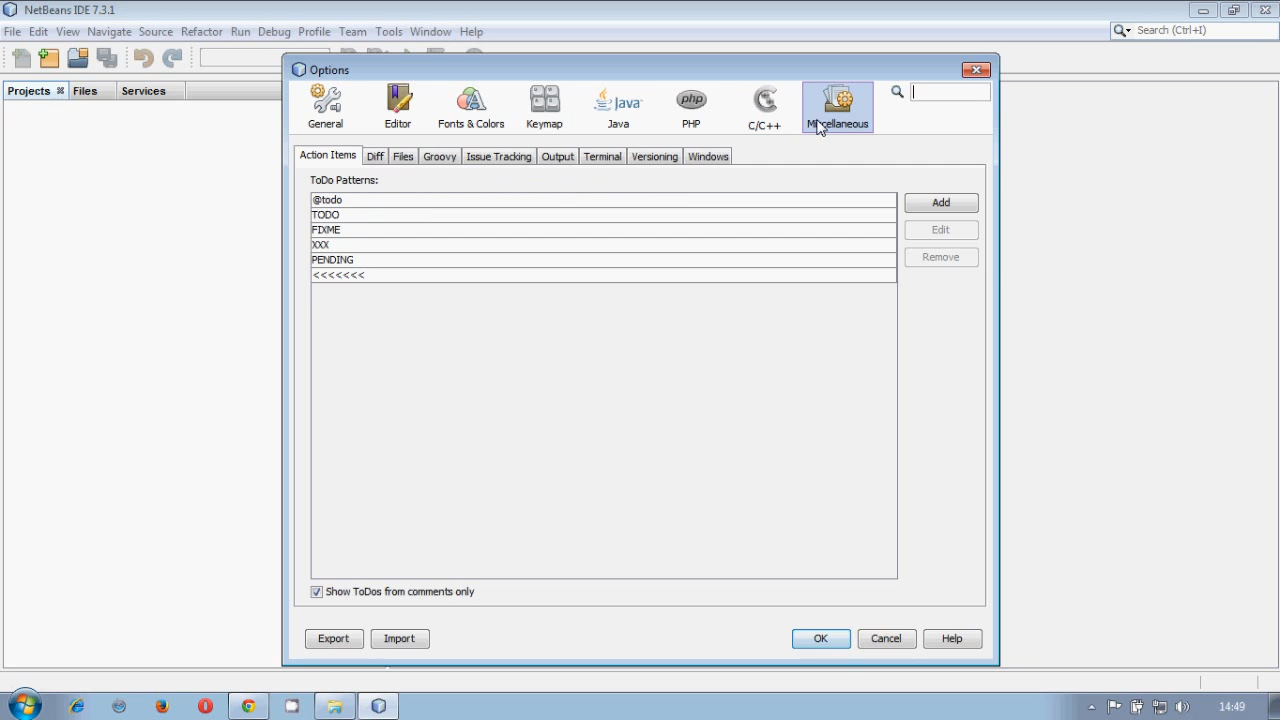 NetBeans IDE 7.3.1
File Edit View Navigate Source Refactor Run Debug Profile Team Tools Window Help
Search (Ctrl+I)
Options
Projects Files Services
General Editor Fonts & Colors Keymap Java PHP C/C++ Miscellaneous
Action Items Diff Files Groovy Issue Tracking Output Terminal Versioning Windows
ToDo Patterns:
@todo
TODO
FIXME
XXX
PENDING
<<<<<<<
Add
Edit
Remove
Show ToDos from comments only
Export Import OK Cancel Help
14:49